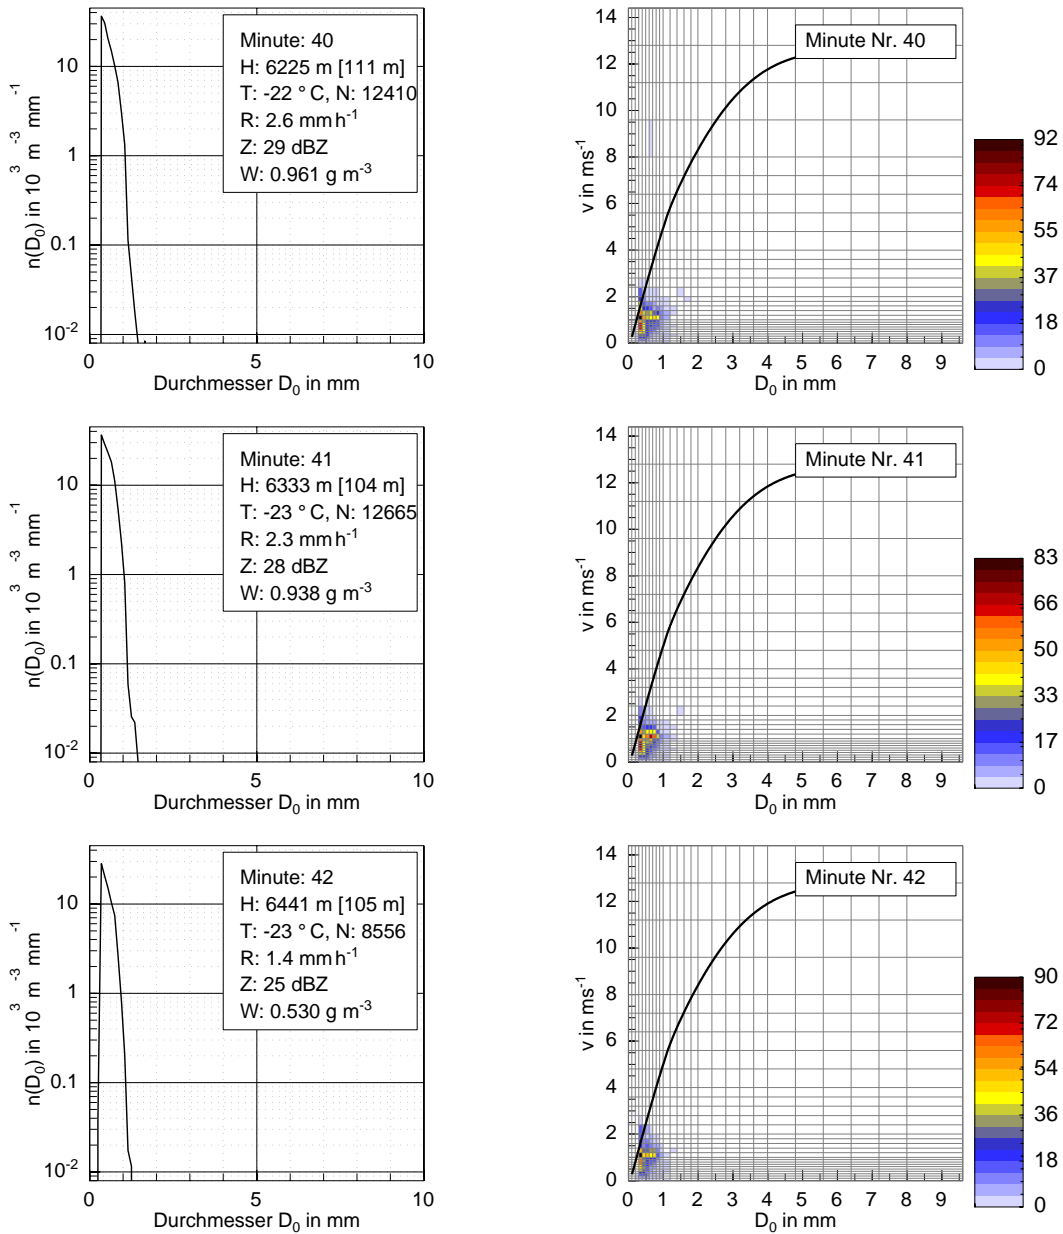 n(D0) in 10^3 m^-3 mm^-1
10
1
0.1
10^-2
0
5
10
Durchmesser D0 in mm
Minute: 40
H: 6225 m [111 m]
T: -22 ° C, N: 12410
R: 2.6 mm h^-1
Z: 29 dBZ
W: 0.961 g m^-3
v in ms^-1
14
12
10
8
6
4
2
0
0 1 2 3 4 5 6 7 8 9
D0 in mm
Minute Nr. 40
92
74
55
37
18
0
n(D0) in 10^3 m^-3 mm^-1
10
1
0.1
10^-2
0
5
10
Durchmesser D0 in mm
Minute: 41
H: 6333 m [104 m]
T: -23 ° C, N: 12665
R: 2.3 mm h^-1
Z: 28 dBZ
W: 0.938 g m^-3
v in ms^-1
14
12
10
8
6
4
2
0
0 1 2 3 4 5 6 7 8 9
D0 in mm
Minute Nr. 41
83
66
50
33
17
0
n(D0) in 10^3 m^-3 mm^-1
10
1
0.1
10^-2
0
5
10
Durchmesser D0 in mm
Minute: 42
H: 6441 m [105 m]
T: -23 ° C, N: 8556
R: 1.4 mm h^-1
Z: 25 dBZ
W: 0.530 g m^-3
v in ms^-1
14
12
10
8
6
4
2
0
0 1 2 3 4 5 6 7 8 9
D0 in mm
Minute Nr. 42
90
72
54
36
18
0